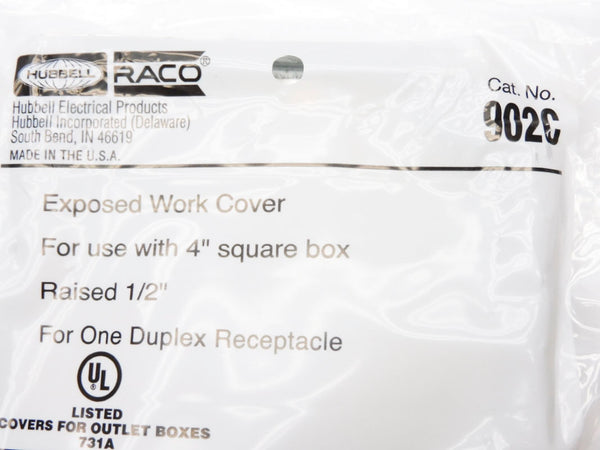 HUBBELL RACO®
Hubbell Electrical Products
Hubbell Incorporated (Delaware)
South Bend, IN 46619
MADE IN THE U.S.A.
Cat. No.
902C
Exposed Work Cover
For use with 4" square box
Raised 1/2"
For One Duplex Receptacle
UL®
LISTED
COVERS FOR OUTLET BOXES
731A